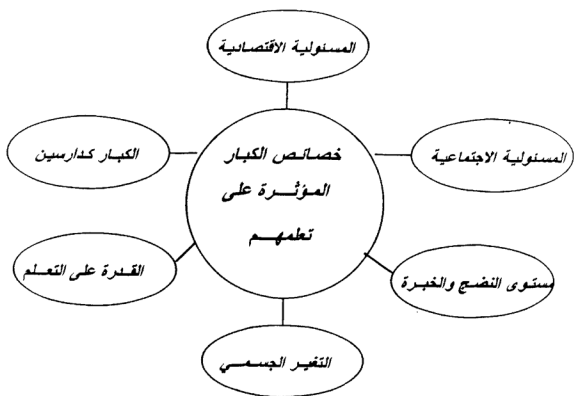 المسئولية الاقتصادية
المسئولية الاجتماعية
الكبار كدارسين
خصائص الكبار
المؤثرة على
تعلمهم
القدرة على التعلم
مستوى النضج والخبرة
التغير الجسمي